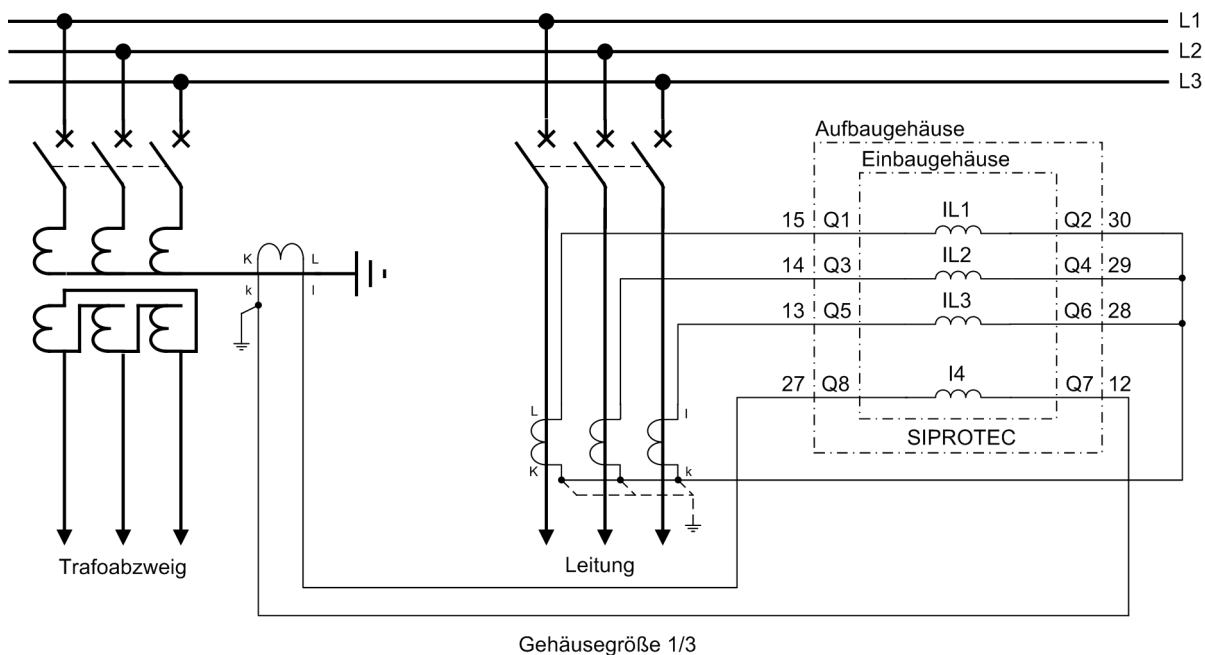 L1
L2
L3
Aufbaugehäuse
Einbaugehäuse
15 Q1 IL1 Q2 30
14 Q3 IL2 Q4 29
13 Q5 IL3 Q6 28
27 Q8 I4 Q7 12
SIPROTEC
K L
k l
L l
K k
Trafoabzweig
Leitung
Gehäusegröße 1/3